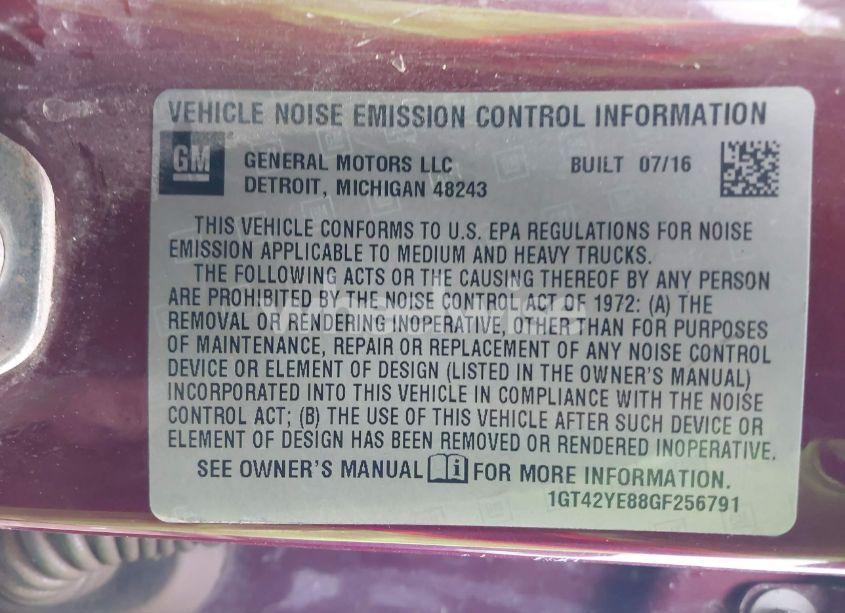 VEHICLE NOISE EMISSION CONTROL INFORMATION
GM
GENERAL MOTORS LLC BUILT 07/16
DETROIT, MICHIGAN 48243
THIS VEHICLE CONFORMS TO U.S. EPA REGULATIONS FOR NOISE
EMISSION APPLICABLE TO MEDIUM AND HEAVY TRUCKS.
THE FOLLOWING ACTS OR THE CAUSING THEREOF BY ANY PERSON
ARE PROHIBITED BY THE NOISE CONTROL ACT OF 1972: (A) THE
REMOVAL OR RENDERING INOPERATIVE, OTHER THAN FOR PURPOSES
OF MAINTENANCE, REPAIR OR REPLACEMENT OF ANY NOISE CONTROL
DEVICE OR ELEMENT OF DESIGN (LISTED IN THE OWNER'S MANUAL)
INCORPORATED INTO THIS VEHICLE IN COMPLIANCE WITH THE NOISE
CONTROL ACT; (B) THE USE OF THIS VEHICLE AFTER SUCH DEVICE OR
ELEMENT OF DESIGN HAS BEEN REMOVED OR RENDERED INOPERATIVE.
SEE OWNER'S MANUAL FOR MORE INFORMATION.
1GT42YE88GF256791